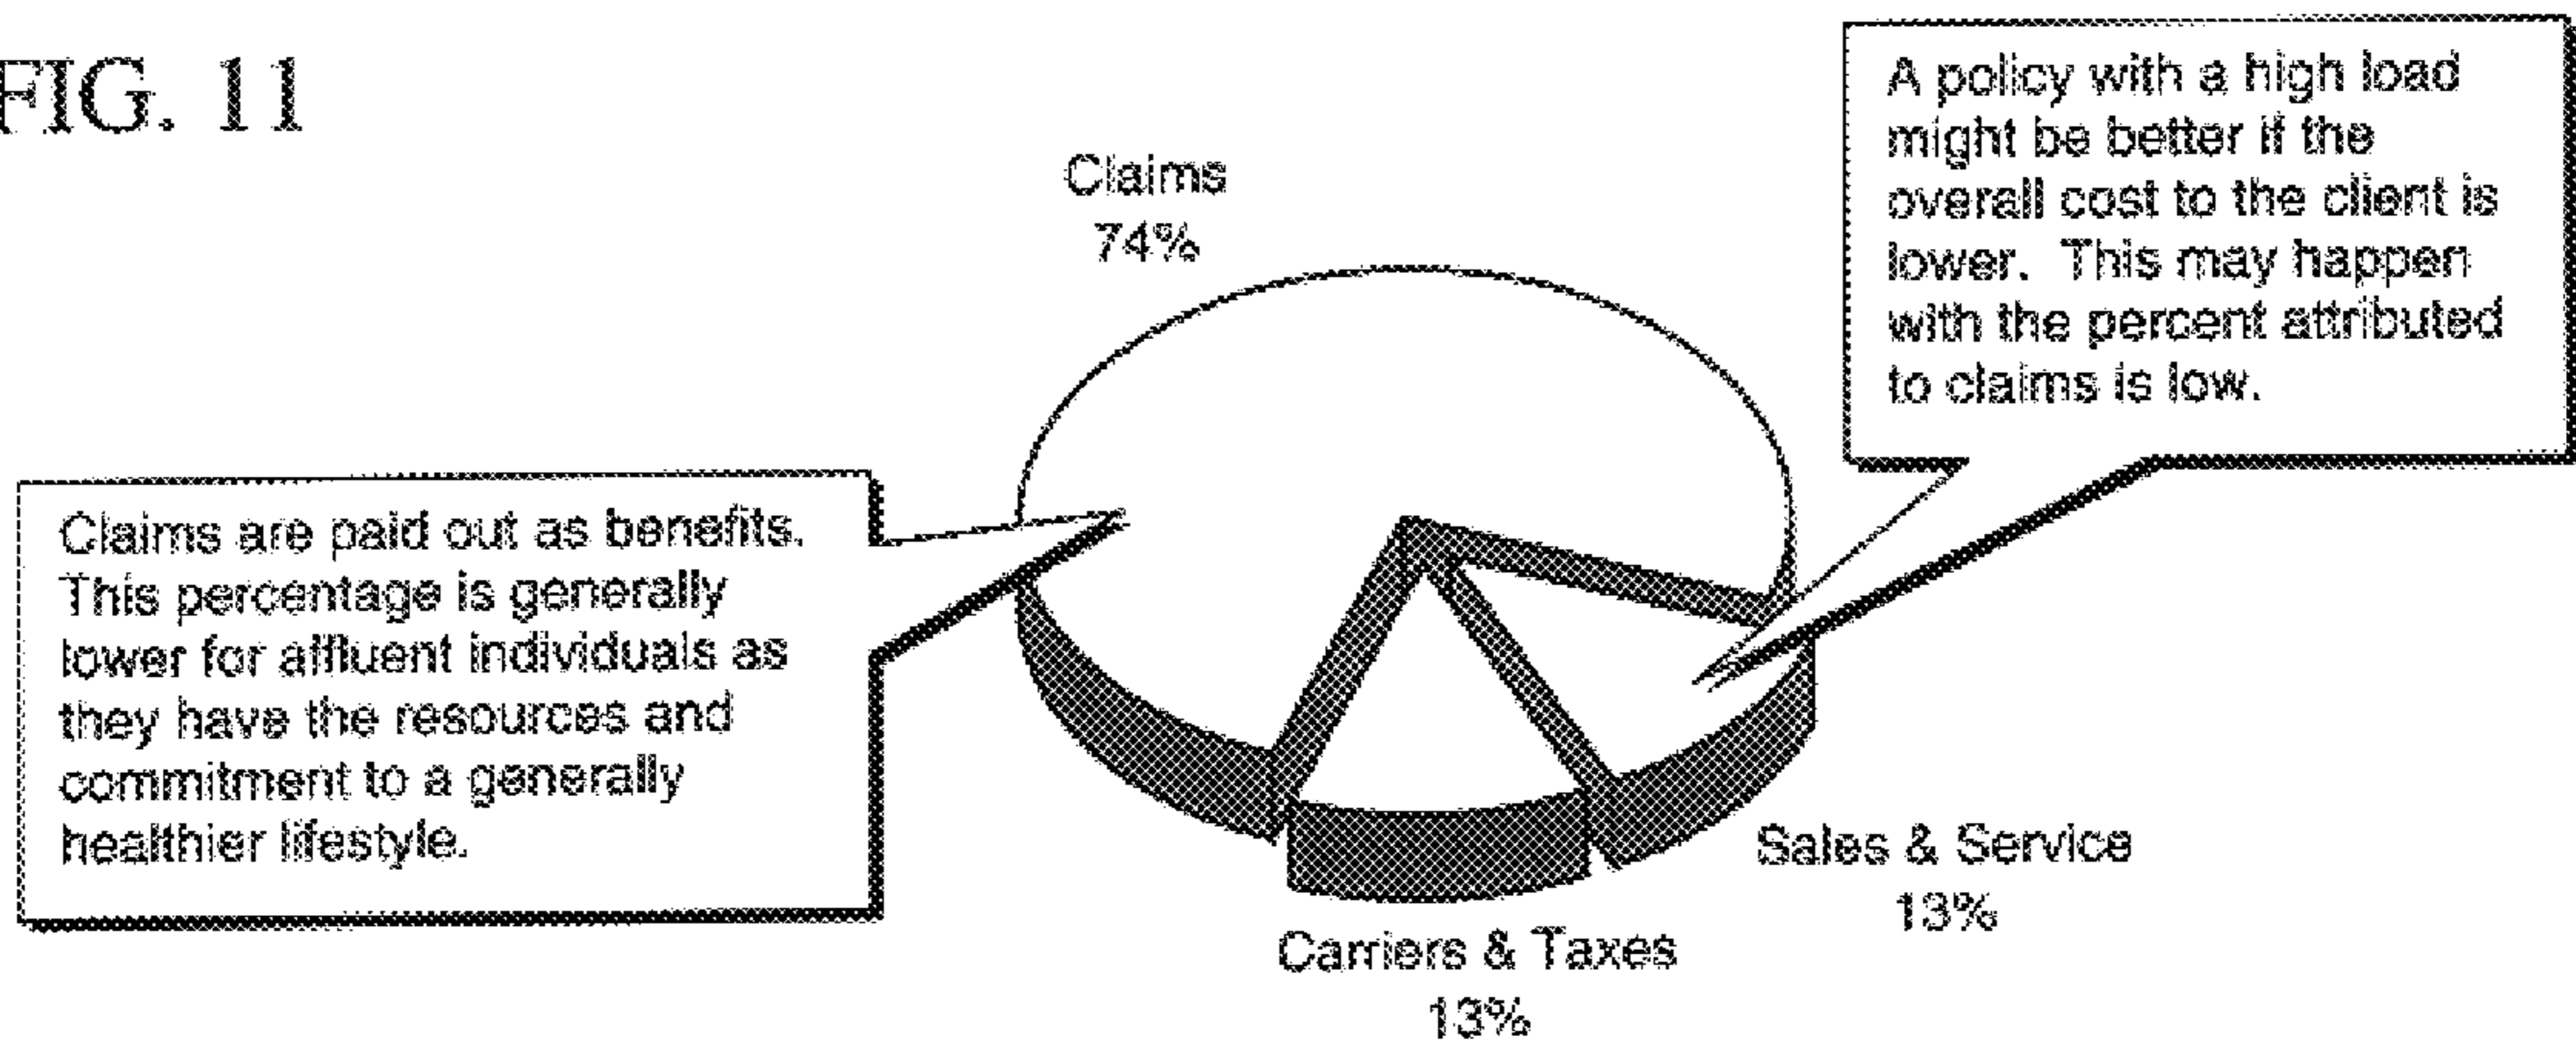 FIG. 11
Claims
74%
A policy with a high load
might be better if the
overall cost to the client is
lower. This may happen
with the percent attributed
to claims is low.
Claims are paid out as benefits.
This percentage is generally
lower for affluent individuals as
they have the resources and
commitment to a generally
healthier lifestyle.
Sales & Service
13%
Carriers & Taxes
13%